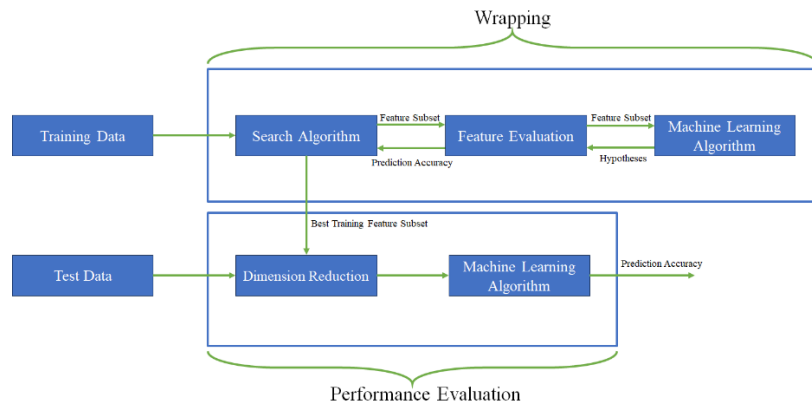 Wrapping
Training Data
Search Algorithm
Feature Subset
Prediction Accuracy
Feature Evaluation
Feature Subset
Hypotheses
Machine Learning
Algorithm
Best Training Feature Subset
Test Data
Dimension Reduction
Machine Learning
Algorithm
Prediction Accuracy
Performance Evaluation